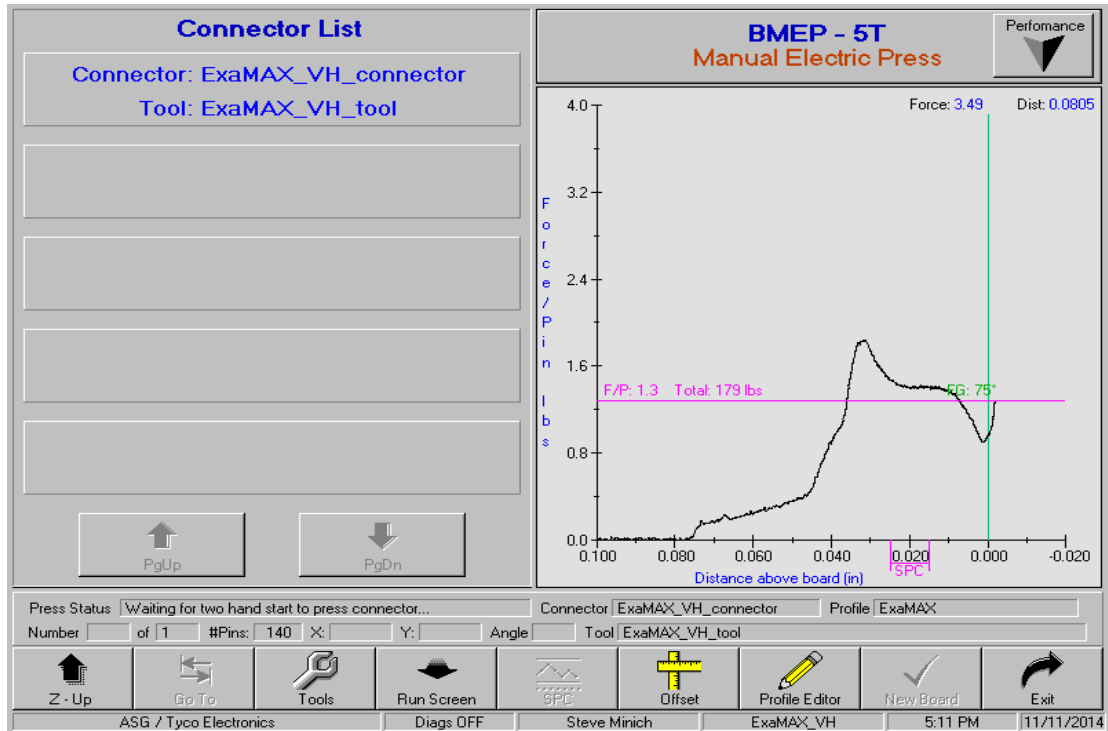 Connector List
Connector: ExaMAX_VH_connector
Tool: ExaMAX_VH_tool
PgUp
PgDn
BMEP - 5T
Manual Electric Press
Perfomance
Force: 3.49 Dist: 0.0805
4.0
3.2
2.4
1.6
0.8
0.0
Force/Pin lbs
F/P: 1.3 Total: 179 lbs
FG: 75°
0.100 0.080 0.060 0.040 0.020 0.000 -0.020
SPC
Distance above board (in)
Press Status Waiting for two hand start to press connector... Connector ExaMAX_VH_connector Profile ExaMAX
Number of 1 #Pins: 140 X: Y: Angle Tool ExaMAX_VH_tool
Z - Up Go To Tools Run Screen SPC Offset Profile Editor New Board Exit
ASG / Tyco Electronics Diags OFF Steve Minich ExaMAX_VH 5:11 PM 11/11/2014